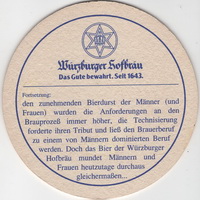 Würzburger Hofbräu
Das Gute bewahrt. Seit 1643.
Fortsetzung:
den zunehmenden Bierdurst der Männer (und
Frauen) wurden die Anforderungen an den
Brauprozeß immer höher, die Technisierung
forderte ihren Tribut und ließ den Brauerberuf
zu einem von Männern dominierten Beruf
werden. Doch das Bier der Würzburger
Hofbräu mundet Männern und
Frauen heutzutage durchaus
gleichermaßen...